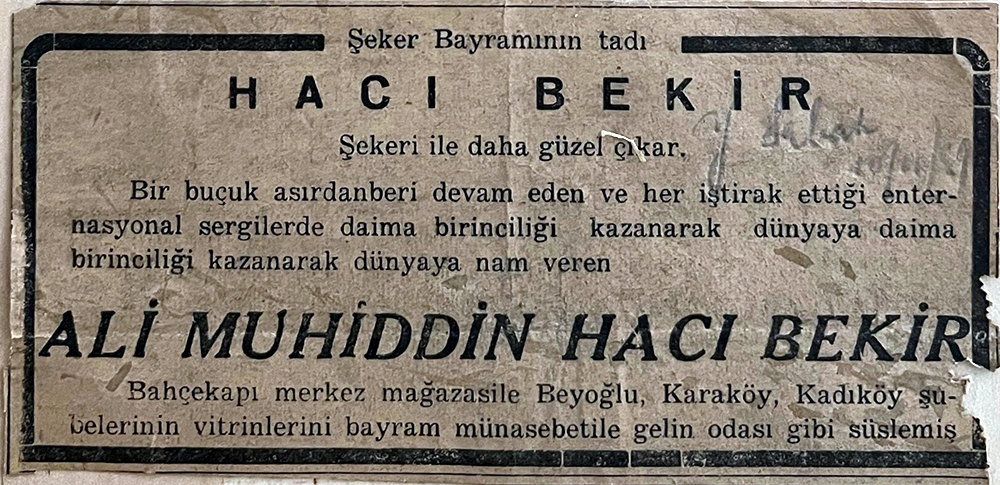 Şeker Bayramının tadı
HACI BEKİR
Şekeri ile daha güzel çıkar.
Y Sabah
Bir buçuk asırdanberi devam eden ve her iştirak ettiği enter-
nasyonal sergilerde daima birinciliği kazanarak dünyaya daima
birinciliği kazanarak dünyaya nam veren
ALİ MUHİDDİN HACI BEKİR
Bahçekapı merkez mağazasile Beyoğlu, Karaköy, Kadıköy şu-
belerinin vitrinlerini bayram münasebetile gelin odası gibi süslemiş